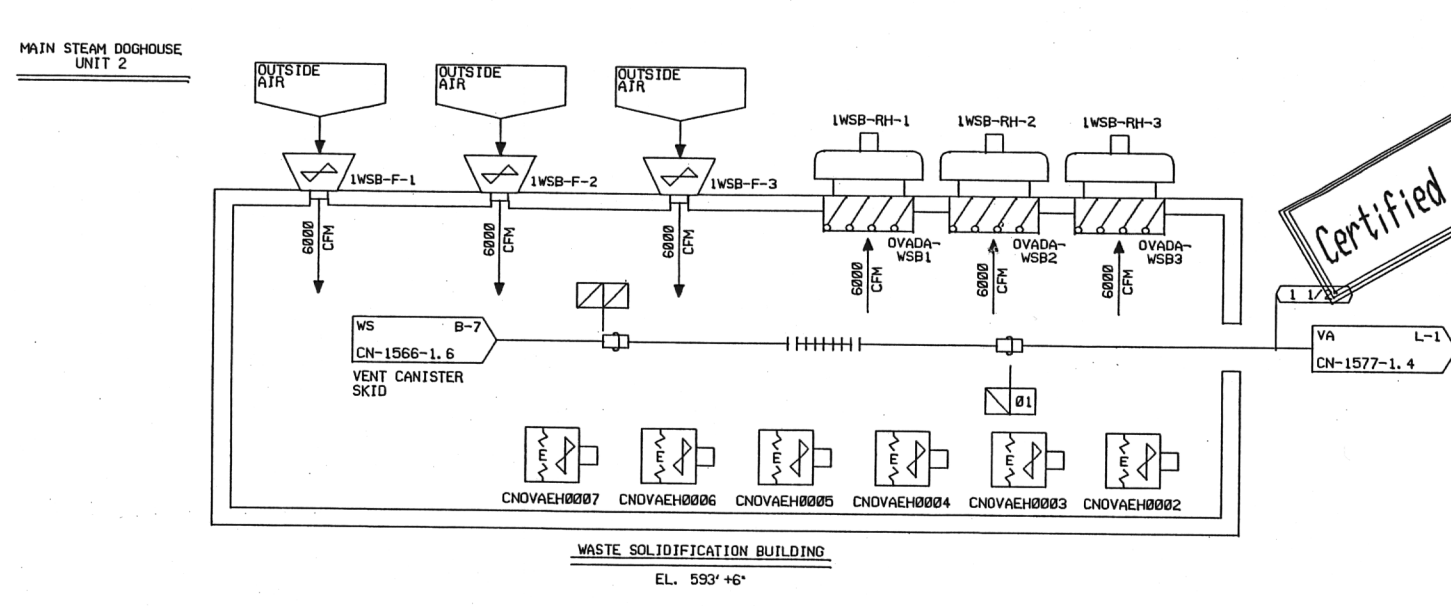 MAIN STEAM DOGHOUSE
UNIT 2
OUTSIDE
AIR
OUTSIDE
AIR
OUTSIDE
AIR
1WSB-F-1
1WSB-F-2
1WSB-F-3
1WSB-RH-1
1WSB-RH-2
1WSB-RH-3
Certified
6000
CFM
6000
CFM
6000
CFM
6000
CFM
OVADA-
WSB1
6000
CFM
OVADA-
WSB2
6000
CFM
OVADA-
WSB3
WS B-7
CN-1566-1.6
VENT CANISTER
SKID
01
VA L-1
CN-1577-1.4
E
E
E
E
E
E
CNOVAEH0007
CNOVAEH0006
CNOVAEH0005
CNOVAEH0004
CNOVAEH0003
CNOVAEH0002
WASTE SOLIDIFICATION BUILDING
EL. 593'+6"